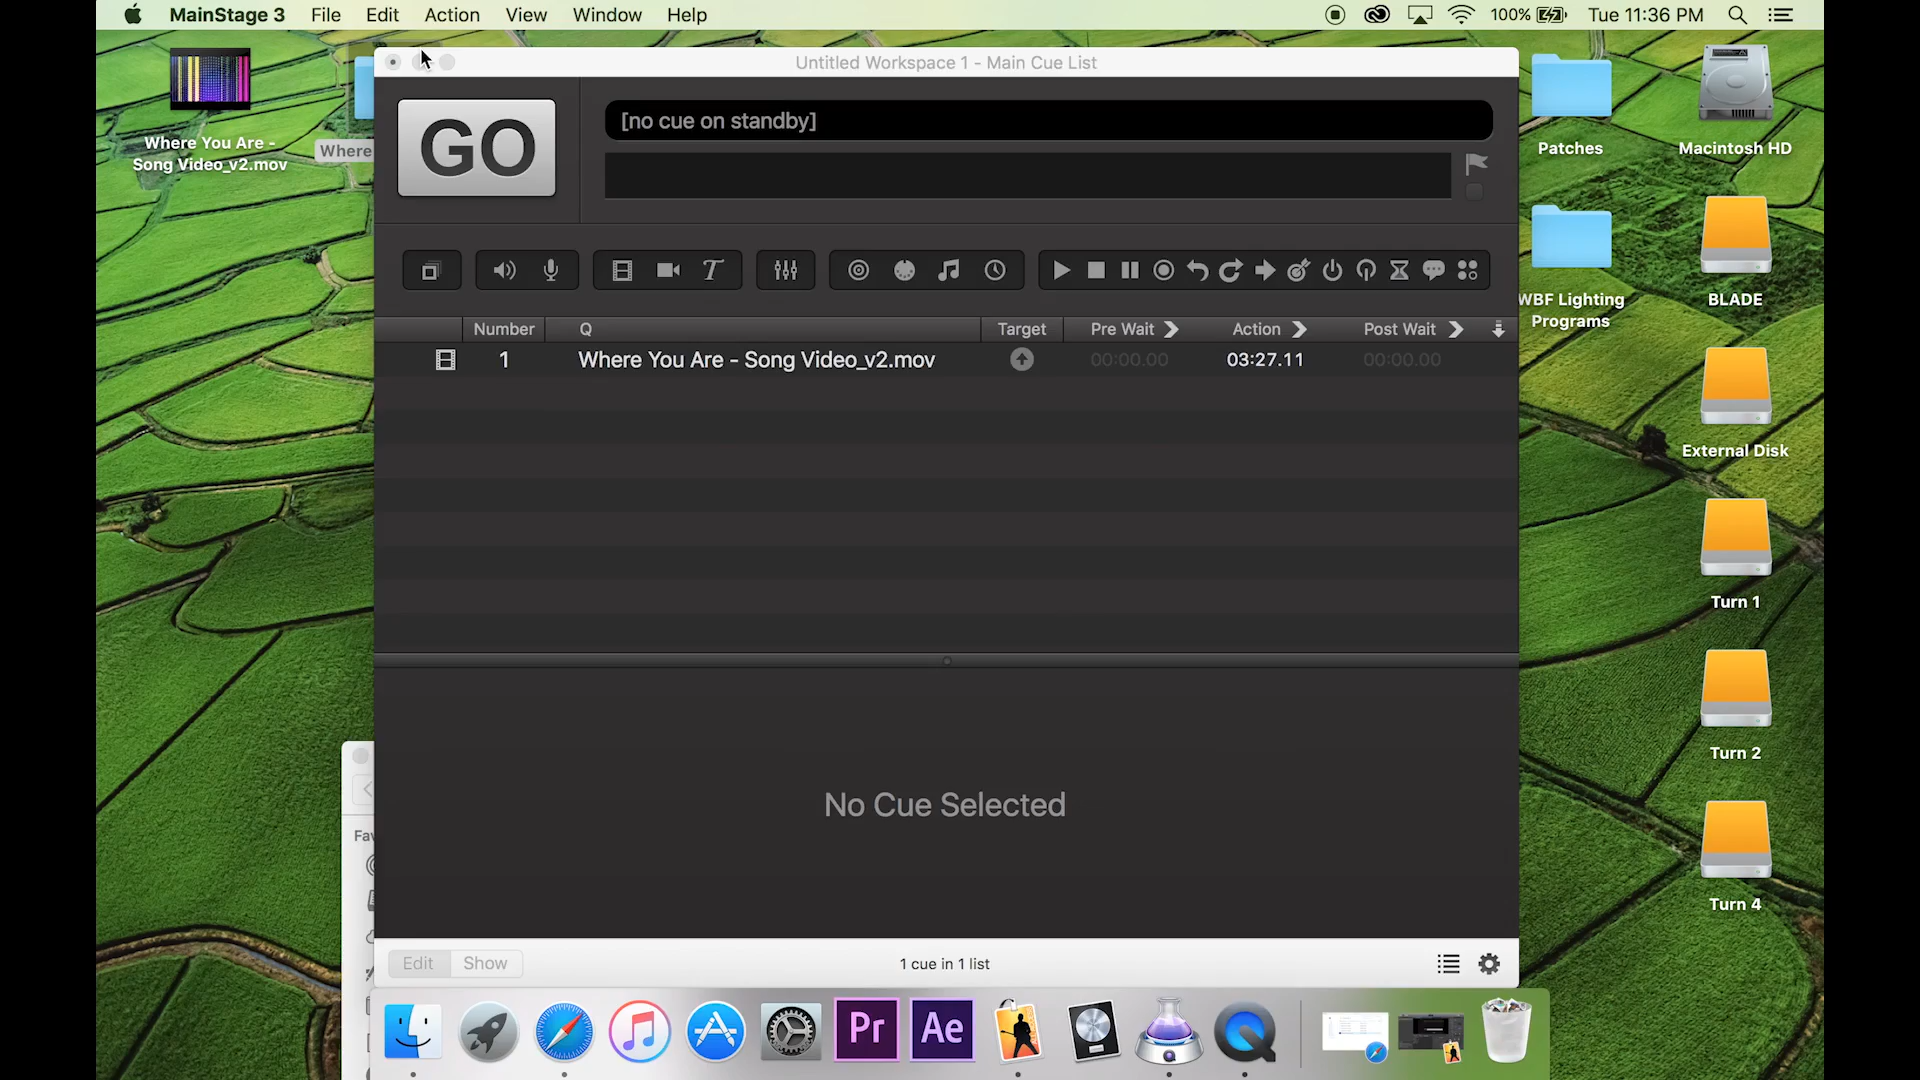 MainStage 3 File Edit Action View Window Help 100% Tue 11:36 PM
Untitled Workspace 1 - Main Cue List
Where You Are -
Song Video_v2.mov
Where
GO
[no cue on standby]
Patches
Macintosh HD
T
Number Q Target Pre Wait Action Post Wait
1 Where You Are - Song Video_v2.mov 00:00.00 03:27.11 00:00.00
WBF Lighting
Programs
BLADE
External Disk
Turn 1
Turn 2
Turn 4
No Cue Selected
Fav
Edit Show 1 cue in 1 list
Pr Ae